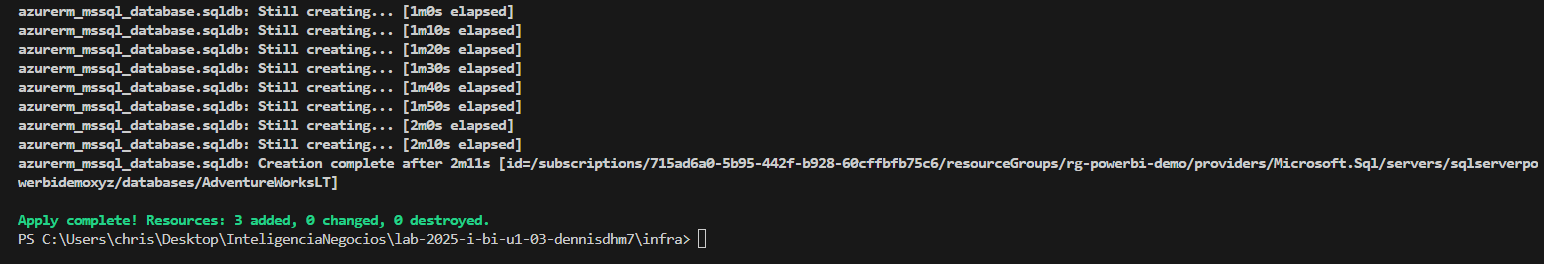 azurerm_mssql_database.sqldb: Still creating... [1m0s elapsed]
azurerm_mssql_database.sqldb: Still creating... [1m10s elapsed]
azurerm_mssql_database.sqldb: Still creating... [1m20s elapsed]
azurerm_mssql_database.sqldb: Still creating... [1m30s elapsed]
azurerm_mssql_database.sqldb: Still creating... [1m40s elapsed]
azurerm_mssql_database.sqldb: Still creating... [1m50s elapsed]
azurerm_mssql_database.sqldb: Still creating... [2m0s elapsed]
azurerm_mssql_database.sqldb: Still creating... [2m10s elapsed]
azurerm_mssql_database.sqldb: Creation complete after 2m11s [id=/subscriptions/715ad6a0-5b95-442f-b928-60cffbfb75c6/resourceGroups/rg-powerbi-demo/providers/Microsoft.Sql/servers/sqlserverpo
werbidemoxyz/databases/AdventureWorksLT]
Apply complete! Resources: 3 added, 0 changed, 0 destroyed.
PS C:\Users\chris\Desktop\InteligenciaNegocios\lab-2025-i-bi-u1-03-dennisdhm7\infra>